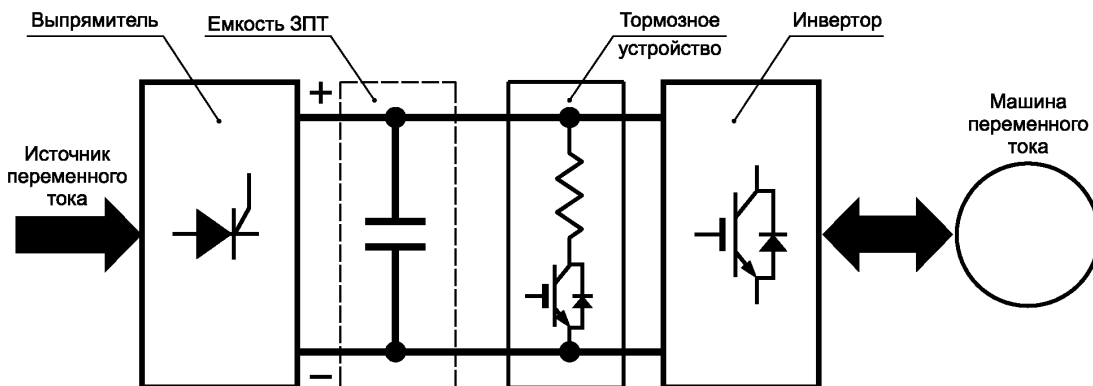 Выпрямитель
Емкость ЗПТ
Тормозное
устройство
Инвертор
Машина
переменного
тока
Источник
переменного
тока
+
−